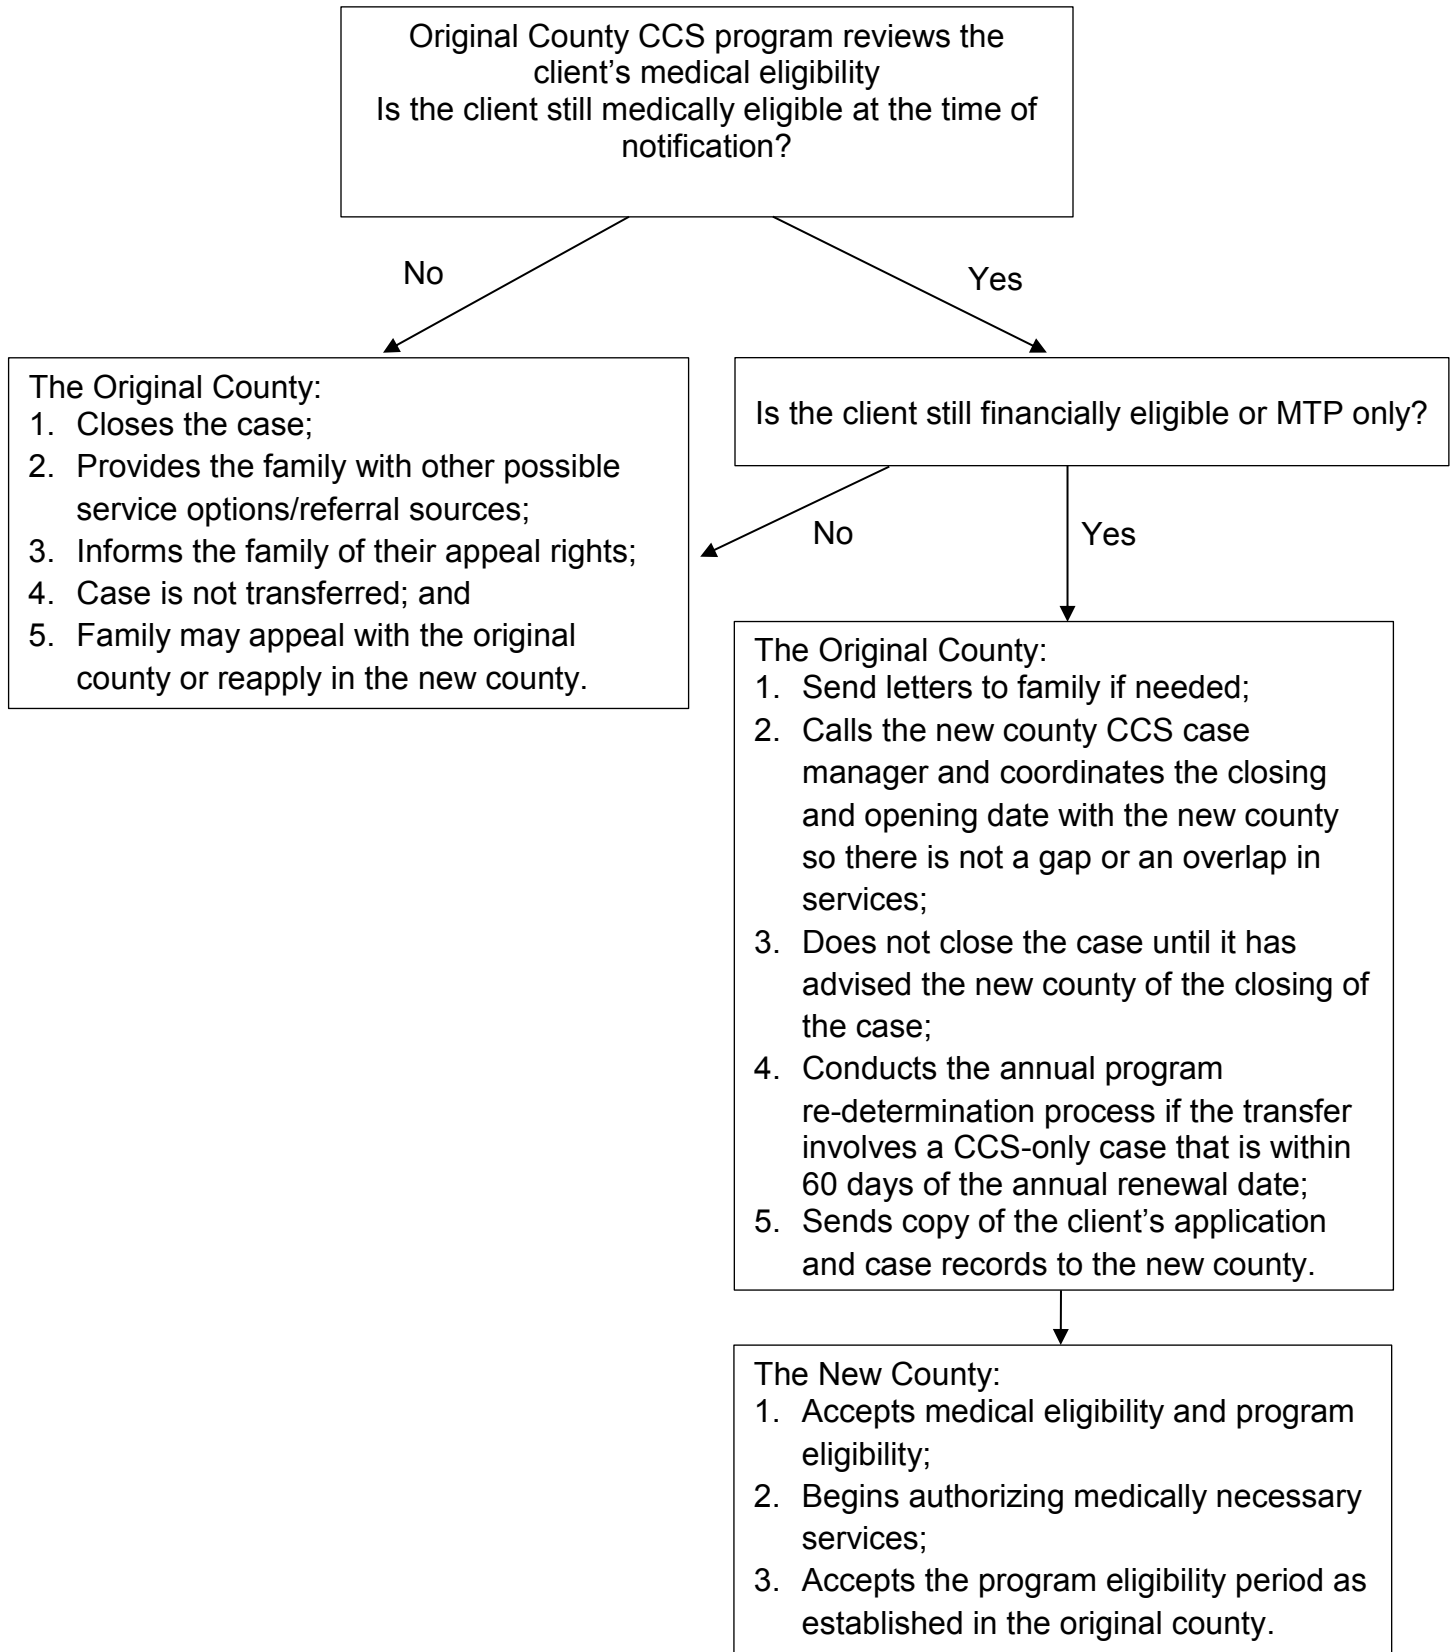 Original County CCS program reviews the
client’s medical eligibility
Is the client still medically eligible at the time of
notification?
No
Yes
The Original County:
1. Closes the case;
2. Provides the family with other possible
service options/referral sources;
3. Informs the family of their appeal rights;
4. Case is not transferred; and
5. Family may appeal with the original
county or reapply in the new county.
Is the client still financially eligible or MTP only?
No
Yes
The Original County:
1. Send letters to family if needed;
2. Calls the new county CCS case
manager and coordinates the closing
and opening date with the new county
so there is not a gap or an overlap in
services;
3. Does not close the case until it has
advised the new county of the closing of
the case;
4. Conducts the annual program
re-determination process if the transfer
involves a CCS-only case that is within
60 days of the annual renewal date;
5. Sends copy of the client’s application
and case records to the new county.
The New County:
1. Accepts medical eligibility and program
eligibility;
2. Begins authorizing medically necessary
services;
3. Accepts the program eligibility period as
established in the original county.